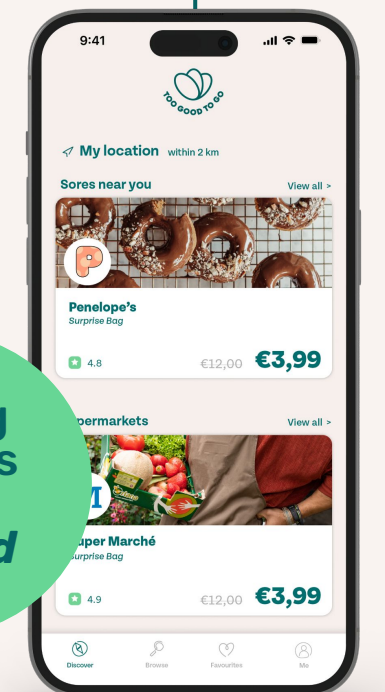 9:41
TOO GOOD TO GO
My location within 2 km
Sores near you View all >
P
Penelope's
Surprise Bag
4.8 €12,00 €3,99
g
s
d
permarkets View all >
uper Marché
urprise Bag
4.9 €12,00 €3,99
Discover Browse Favourites Me